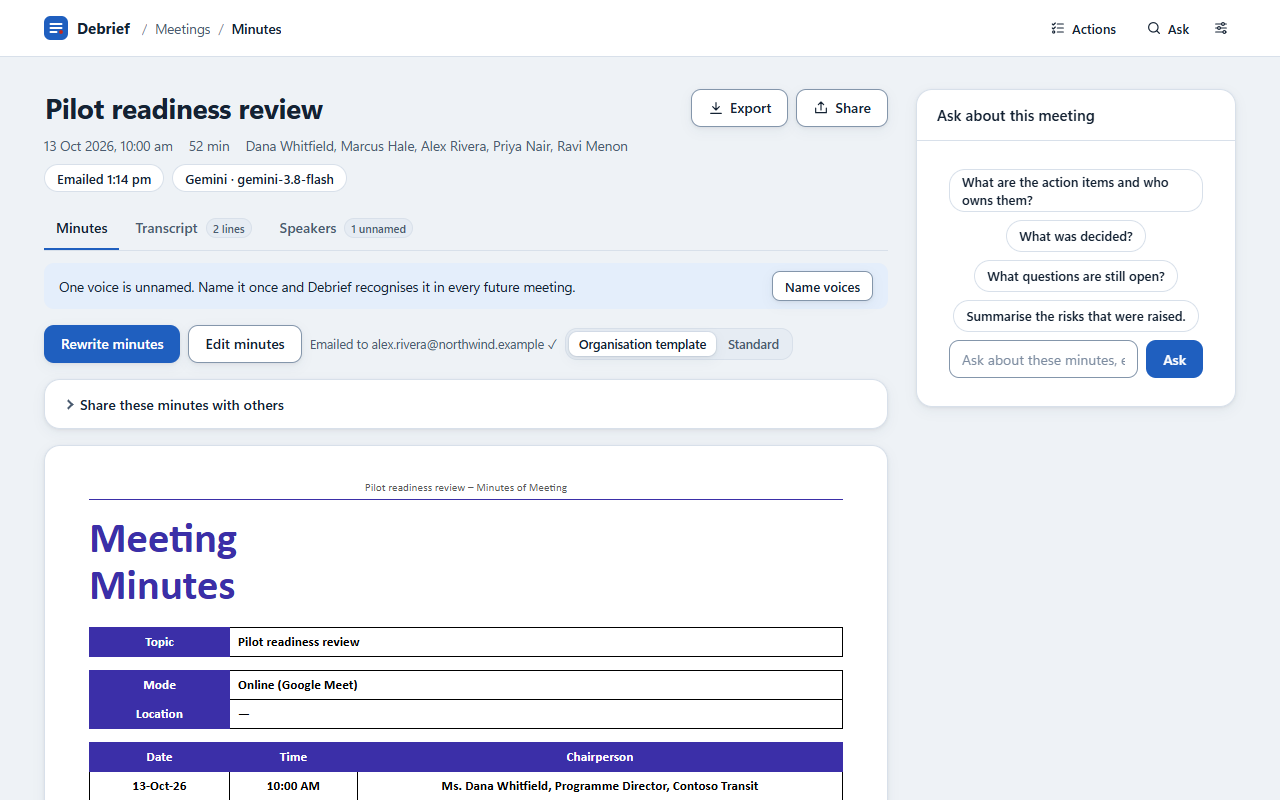 Debrief / Meetings / Minutes
Actions
Ask
Pilot readiness review
Export
Share
13 Oct 2026, 10:00 am 52 min Dana Whitfield, Marcus Hale, Alex Rivera, Priya Nair, Ravi Menon
Emailed 1:14 pm
Gemini · gemini-3.8-flash
Minutes
Transcript 2 lines
Speakers 1 unnamed
One voice is unnamed. Name it once and Debrief recognises it in every future meeting.
Name voices
Rewrite minutes
Edit minutes
Emailed to alex.rivera@northwind.example ✓
Organisation template
Standard
Share these minutes with others
Pilot readiness review – Minutes of Meeting
Meeting
Minutes
Topic Pilot readiness review
Mode Online (Google Meet)
Location —
Date Time Chairperson
13-Oct-26 10:00 AM Ms. Dana Whitfield, Programme Director, Contoso Transit
Ask about this meeting
What are the action items and who
owns them?
What was decided?
What questions are still open?
Summarise the risks that were raised.
Ask about these minutes, e
Ask